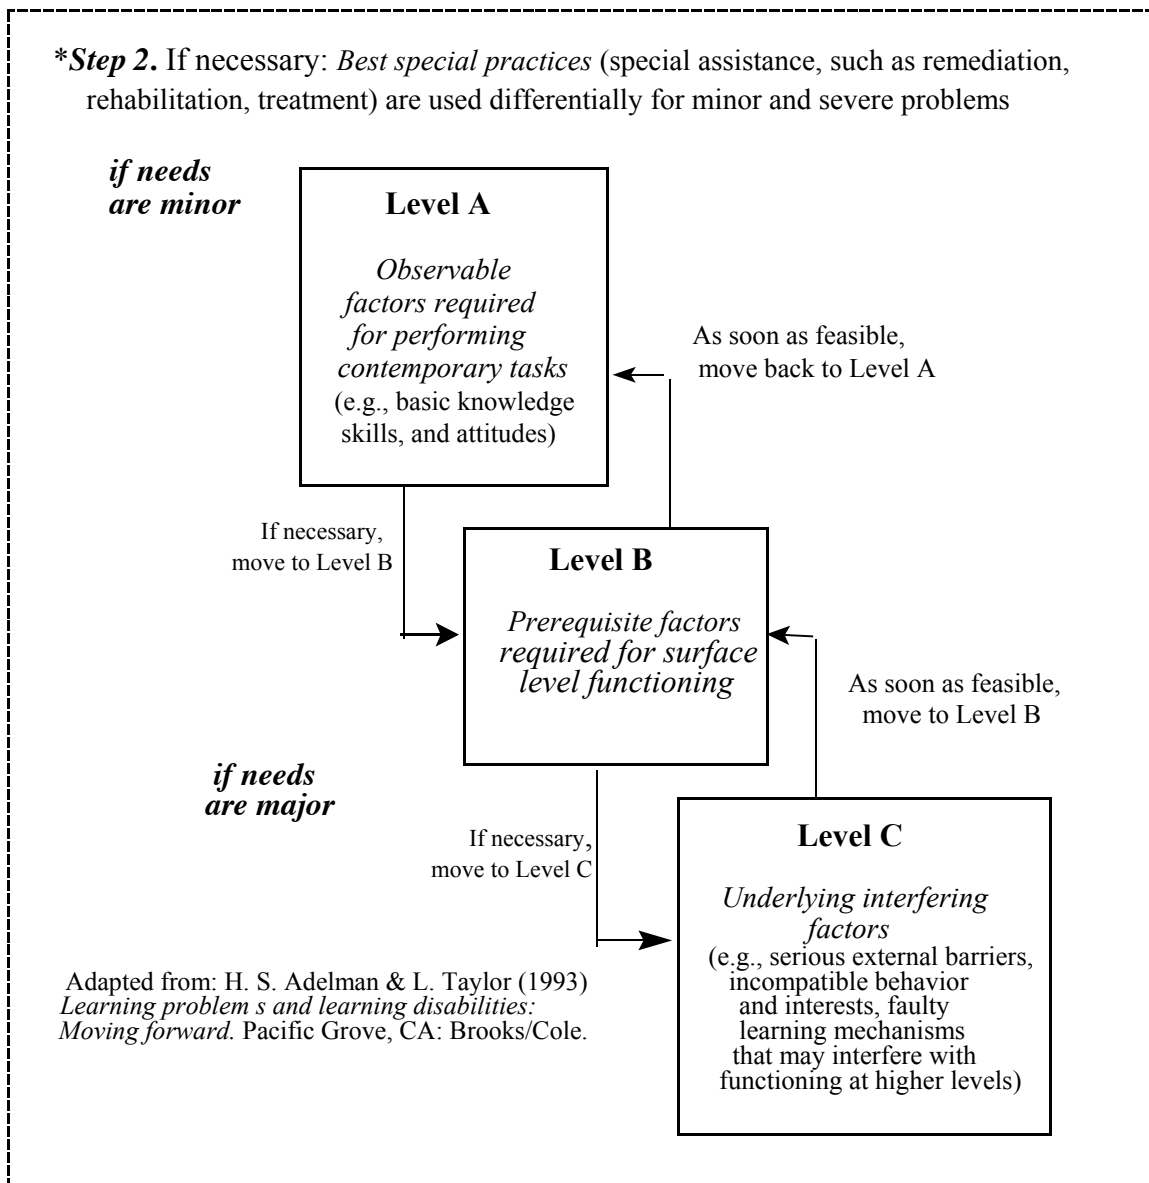 *Step 2. If necessary: Best special practices (special assistance, such as remediation,
rehabilitation, treatment) are used differentially for minor and severe problems
if needs
are minor
Level A
Observable
factors required
for performing
contemporary tasks
(e.g., basic knowledge
skills, and attitudes)
As soon as feasible,
move back to Level A
If necessary,
move to Level B
Level B
Prerequisite factors
required for surface
level functioning
As soon as feasible,
move to Level B
if needs
are major
If necessary,
move to Level C
Level C
Underlying interfering
factors
(e.g., serious external barriers,
incompatible behavior
and interests, faulty
learning mechanisms
that may interfere with
functioning at higher levels)
Adapted from: H. S. Adelman & L. Taylor (1993)
Learning problem s and learning disabilities:
Moving forward. Pacific Grove, CA: Brooks/Cole.